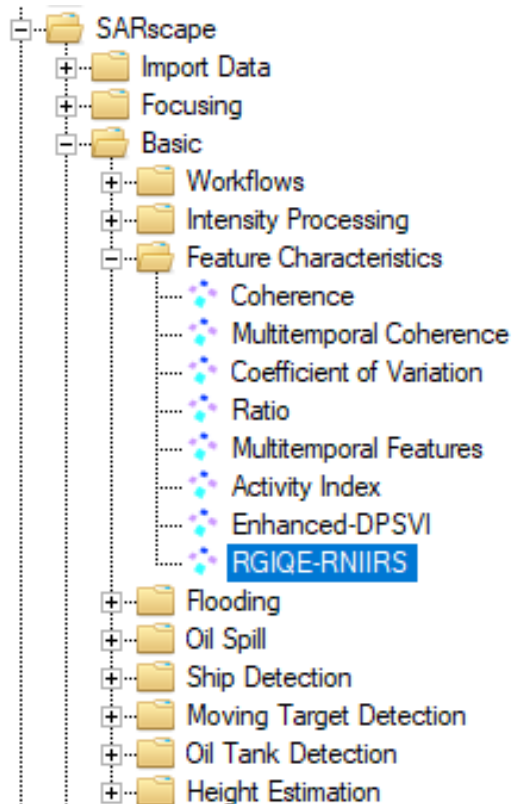 SARscape
Import Data
Focusing
Basic
Workflows
Intensity Processing
Feature Characteristics
Coherence
Multitemporal Coherence
Coefficient of Variation
Ratio
Multitemporal Features
Activity Index
Enhanced-DPSVI
RGIQE-RNIIRS
Flooding
Oil Spill
Ship Detection
Moving Target Detection
Oil Tank Detection
Height Estimation